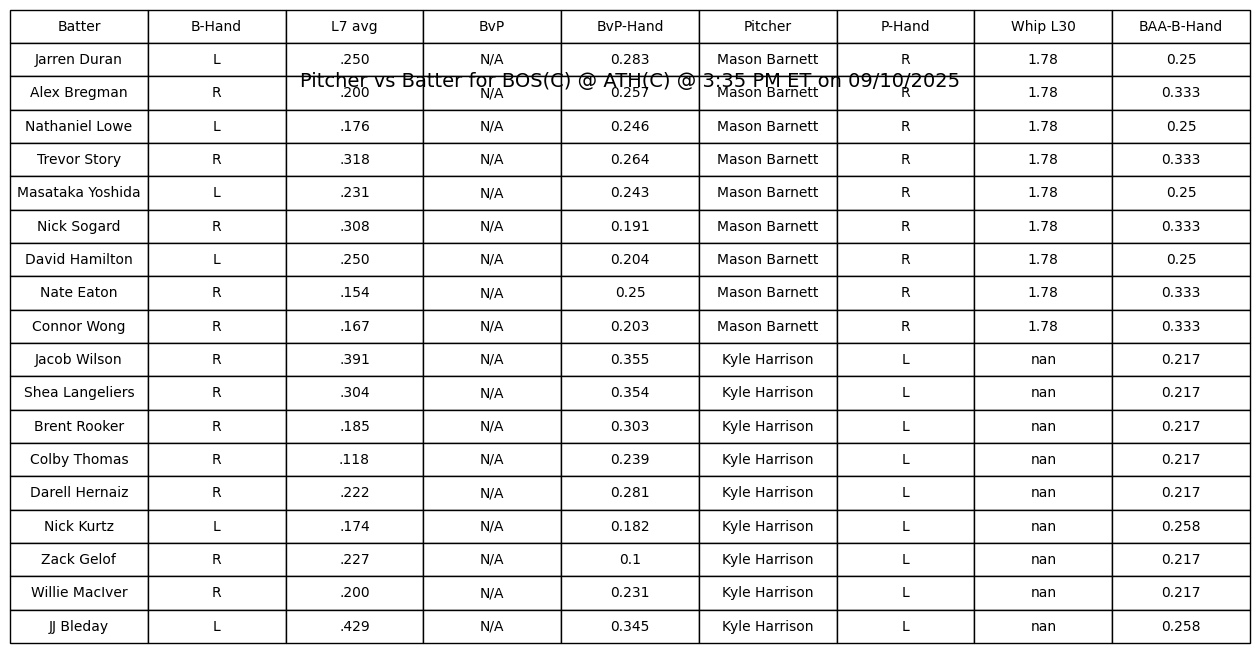 Batter B-Hand L7 avg BvP BvP-Hand Pitcher P-Hand Whip L30 BAA-B-Hand
Jarren Duran L .250 N/A 0.283 Mason Barnett R 1.78 0.25
Pitcher vs Batter for BOS(C) @ ATH(C) @ 3:35 PM ET on 09/10/2025
Alex Bregman R .200 N/A 0.257 Mason Barnett R 1.78 0.333
Nathaniel Lowe L .176 N/A 0.246 Mason Barnett R 1.78 0.25
Trevor Story R .318 N/A 0.264 Mason Barnett R 1.78 0.333
Masataka Yoshida L .231 N/A 0.243 Mason Barnett R 1.78 0.25
Nick Sogard R .308 N/A 0.191 Mason Barnett R 1.78 0.333
David Hamilton L .250 N/A 0.204 Mason Barnett R 1.78 0.25
Nate Eaton R .154 N/A 0.25 Mason Barnett R 1.78 0.333
Connor Wong R .167 N/A 0.203 Mason Barnett R 1.78 0.333
Jacob Wilson R .391 N/A 0.355 Kyle Harrison L nan 0.217
Shea Langeliers R .304 N/A 0.354 Kyle Harrison L nan 0.217
Brent Rooker R .185 N/A 0.303 Kyle Harrison L nan 0.217
Colby Thomas R .118 N/A 0.239 Kyle Harrison L nan 0.217
Darell Hernaiz R .222 N/A 0.281 Kyle Harrison L nan 0.217
Nick Kurtz L .174 N/A 0.182 Kyle Harrison L nan 0.258
Zack Gelof R .227 N/A 0.1 Kyle Harrison L nan 0.217
Willie MacIver R .200 N/A 0.231 Kyle Harrison L nan 0.217
JJ Bleday L .429 N/A 0.345 Kyle Harrison L nan 0.258